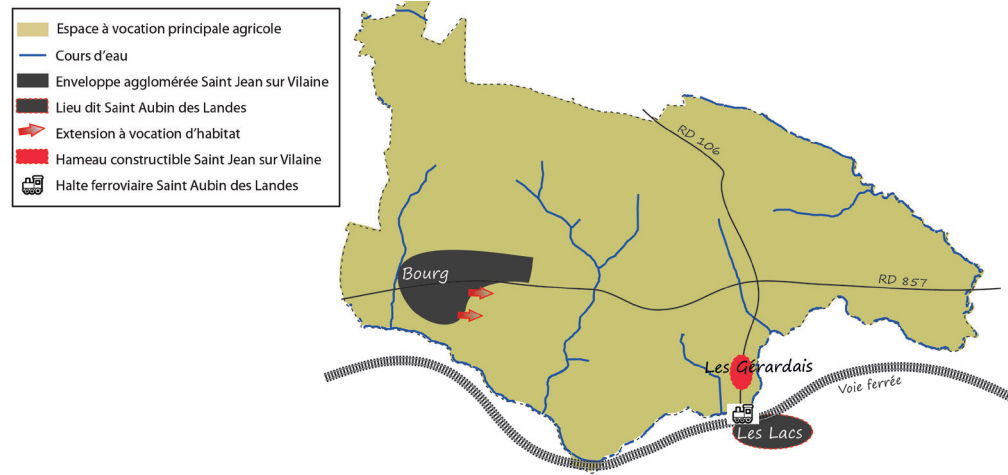 Espace à vocation principale agricole
Cours d'eau
Enveloppe agglomérée Saint Jean sur Vilaine
Lieu dit Saint Aubin des Landes
Extension à vocation d'habitat
Hameau constructible Saint Jean sur Vilaine
Halte ferroviaire Saint Aubin des Landes
RD 106
Bourg
RD 857
Les Gérardais
Voie ferrée
Les Lacs